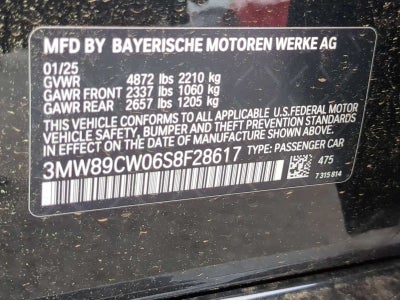 MFD BY BAYERISCHE MOTOREN WERKE AG
01/25
GVWR 4872 lbs 2210 kg
GAWR FRONT 2337 lbs 1060 kg
GAWR REAR 2657 lbs 1205 kg
THIS VEHICLE CONFORMS TO ALL APPLICABLE U.S.FEDERAL MOTOR
VEHICLE SAFETY, BUMPER, AND THEFT PREVENTION STANDARDS
IN EFFECT ON THE DATE OF MANUFACTURE SHOWN ABOVE.
3MW89CW06S8F28617 TYPE: PASSENGER CAR
475
7 315 814